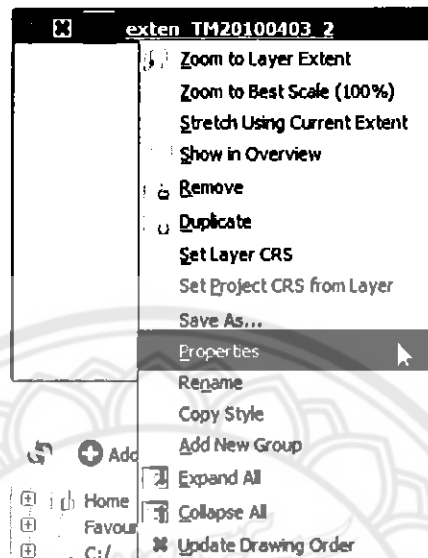 exten_TM20100403_2
Zoom to Layer Extent
Zoom to Best Scale (100%)
Stretch Using Current Extent
Show in Overview
Remove
Duplicate
Set Layer CRS
Set Project CRS from Layer
Save As...
Properties
Rename
Copy Style
Add
Add New Group
Expand All
Home
Collapse All
Favour
C:/
Update Drawing Order